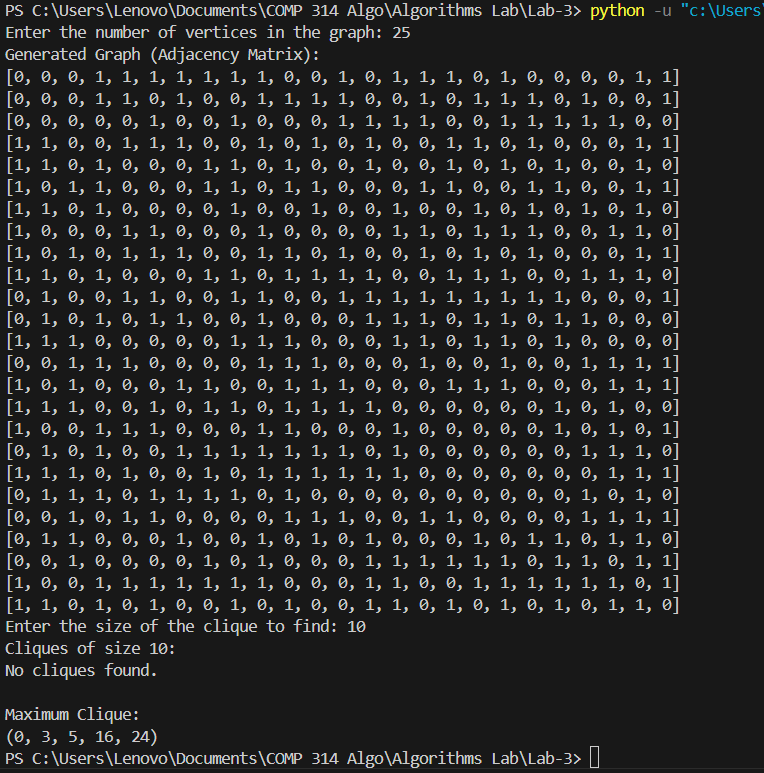 PS C:\Users\Lenovo\Documents\COMP 314 Algo\Algorithms Lab\Lab-3> python -u "c:\Users\
Enter the number of vertices in the graph: 25
Generated Graph (Adjacency Matrix):
[0, 0, 0, 1, 1, 1, 1, 1, 1, 1, 0, 0, 1, 0, 1, 1, 1, 0, 1, 0, 0, 0, 0, 1, 1]
[0, 0, 0, 1, 1, 0, 1, 0, 0, 1, 1, 1, 1, 0, 0, 1, 0, 1, 1, 1, 0, 1, 0, 0, 1]
[0, 0, 0, 0, 0, 1, 0, 0, 1, 0, 0, 0, 1, 1, 1, 1, 0, 0, 1, 1, 1, 1, 1, 0, 0]
[1, 1, 0, 0, 1, 1, 1, 0, 0, 1, 0, 1, 0, 1, 0, 0, 1, 1, 0, 1, 0, 0, 0, 1, 1]
[1, 1, 0, 1, 0, 0, 0, 1, 1, 0, 1, 0, 0, 1, 0, 0, 1, 0, 1, 0, 1, 0, 0, 1, 0]
[1, 0, 1, 1, 0, 0, 0, 1, 1, 0, 1, 1, 0, 0, 0, 1, 1, 0, 0, 1, 1, 0, 0, 1, 1]
[1, 1, 0, 1, 0, 0, 0, 0, 1, 0, 0, 1, 0, 0, 1, 0, 0, 1, 0, 1, 0, 1, 0, 1, 0]
[1, 0, 0, 0, 1, 1, 0, 0, 0, 1, 0, 0, 0, 0, 1, 1, 0, 1, 1, 1, 0, 0, 1, 1, 0]
[1, 0, 1, 0, 1, 1, 1, 0, 0, 1, 1, 0, 1, 0, 0, 1, 0, 1, 0, 1, 0, 0, 0, 1, 1]
[1, 1, 0, 1, 0, 0, 0, 1, 1, 0, 1, 1, 1, 1, 0, 0, 1, 1, 1, 0, 0, 1, 1, 1, 0]
[0, 1, 0, 0, 1, 1, 0, 0, 1, 1, 0, 0, 1, 1, 1, 1, 1, 1, 1, 1, 1, 0, 0, 0, 1]
[0, 1, 0, 1, 0, 1, 1, 0, 0, 1, 0, 0, 0, 1, 1, 1, 0, 1, 1, 0, 1, 1, 0, 0, 0]
[1, 1, 1, 0, 0, 0, 0, 0, 1, 1, 1, 0, 0, 0, 1, 1, 0, 1, 1, 0, 1, 0, 0, 0, 0]
[0, 0, 1, 1, 1, 0, 0, 0, 0, 1, 1, 1, 0, 0, 0, 1, 0, 0, 1, 0, 0, 1, 1, 1, 1]
[1, 0, 1, 0, 0, 0, 1, 1, 0, 0, 1, 1, 1, 0, 0, 0, 1, 1, 1, 0, 0, 0, 1, 1, 1]
[1, 1, 1, 0, 0, 1, 0, 1, 1, 0, 1, 1, 1, 1, 0, 0, 0, 0, 0, 0, 1, 0, 1, 0, 0]
[1, 0, 0, 1, 1, 1, 0, 0, 0, 1, 1, 0, 0, 0, 1, 0, 0, 0, 0, 0, 1, 0, 1, 0, 1]
[0, 1, 0, 1, 0, 0, 1, 1, 1, 1, 1, 1, 1, 0, 1, 0, 0, 0, 0, 0, 0, 1, 1, 1, 0]
[1, 1, 1, 0, 1, 0, 0, 1, 0, 1, 1, 1, 1, 1, 1, 0, 0, 0, 0, 0, 0, 0, 1, 1, 1]
[0, 1, 1, 1, 0, 1, 1, 1, 1, 0, 1, 0, 0, 0, 0, 0, 0, 0, 0, 0, 0, 1, 0, 1, 0]
[0, 0, 1, 0, 1, 1, 0, 0, 0, 0, 1, 1, 1, 0, 0, 1, 1, 0, 0, 0, 0, 1, 1, 1, 1]
[0, 1, 1, 0, 0, 0, 1, 0, 0, 1, 0, 1, 0, 1, 0, 0, 0, 1, 0, 1, 1, 0, 1, 1, 0]
[0, 0, 1, 0, 0, 0, 0, 1, 0, 1, 0, 0, 0, 1, 1, 1, 1, 1, 1, 0, 1, 1, 0, 1, 1]
[1, 0, 0, 1, 1, 1, 1, 1, 1, 1, 0, 0, 0, 1, 1, 0, 0, 1, 1, 1, 1, 1, 1, 0, 1]
[1, 1, 0, 1, 0, 1, 0, 0, 1, 0, 1, 0, 0, 1, 1, 0, 1, 0, 1, 0, 1, 0, 1, 1, 0]
Enter the size of the clique to find: 10
Cliques of size 10:
No cliques found.
Maximum Clique:
(0, 3, 5, 16, 24)
PS C:\Users\Lenovo\Documents\COMP 314 Algo\Algorithms Lab\Lab-3>